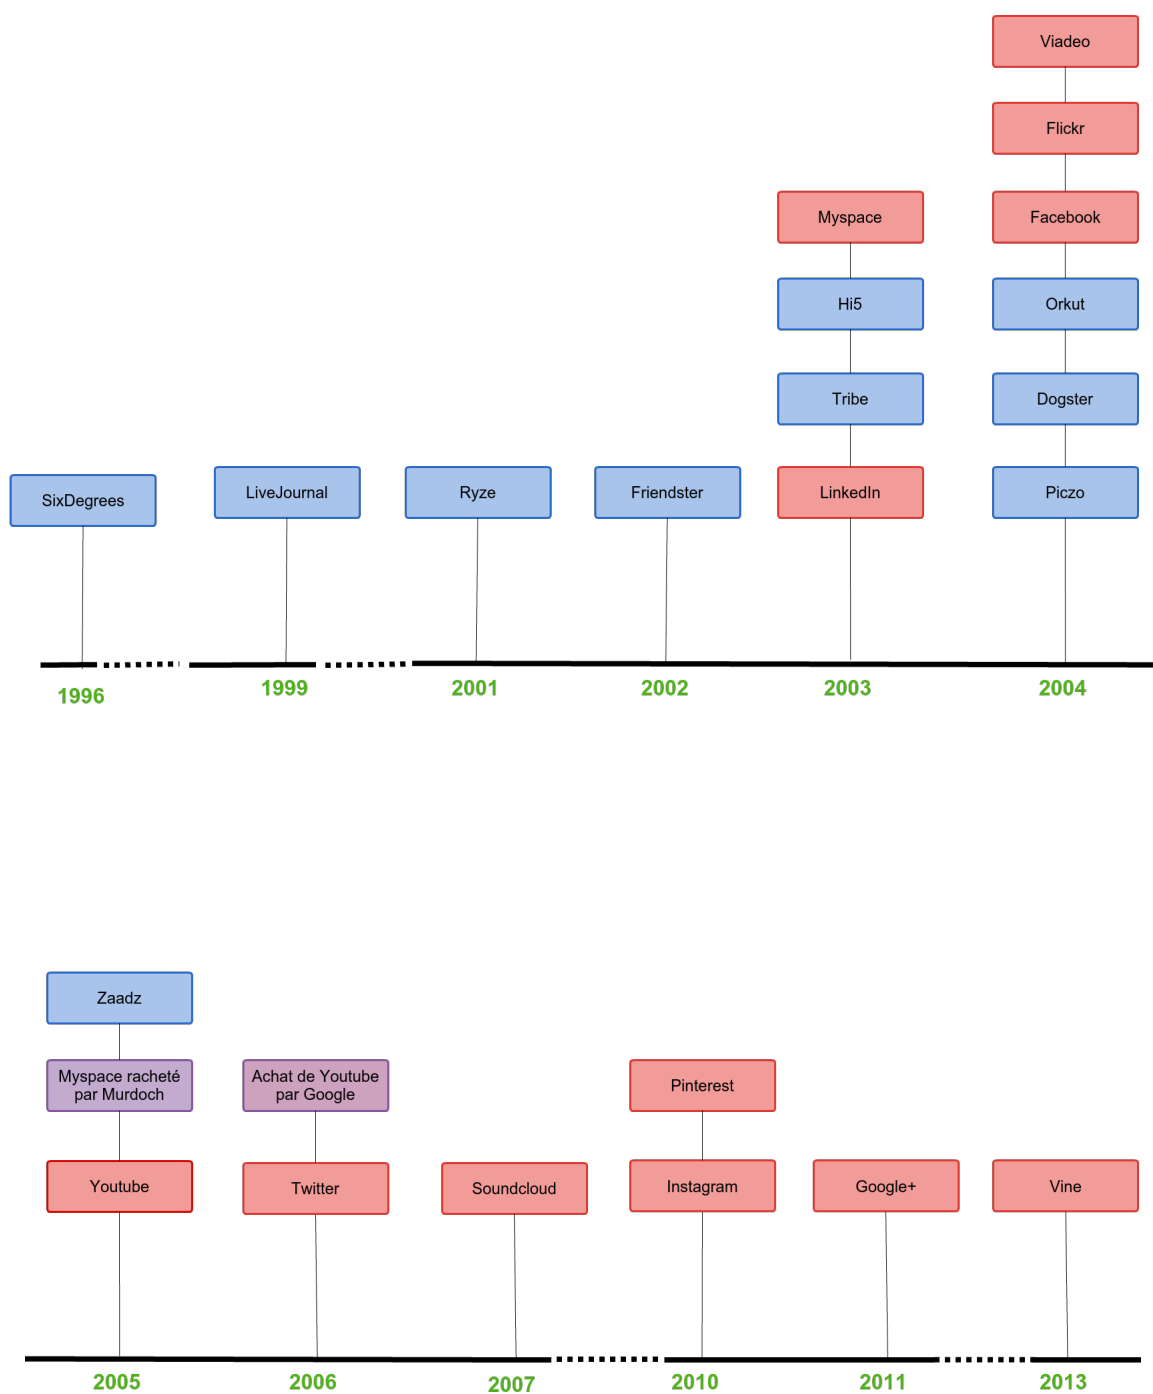 Viadeo
Flickr
Myspace
Facebook
Hi5
Orkut
Tribe
Dogster
SixDegrees
LiveJournal
Ryze
Friendster
LinkedIn
Piczo
1996
1999
2001
2002
2003
2004
Zaadz
Myspace racheté
par Murdoch
Achat de Youtube
par Google
Pinterest
Youtube
Twitter
Soundcloud
Instagram
Google+
Vine
2005
2006
2007
2010
2011
2013